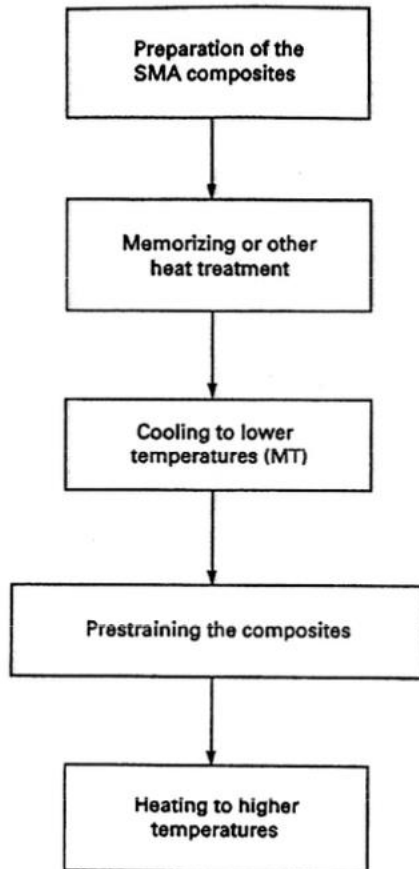 Preparation of the
SMA composites
Memorizing or other
heat treatment
Cooling to lower
temperatures (MT)
Prestraining the composites
Heating to higher
temperatures